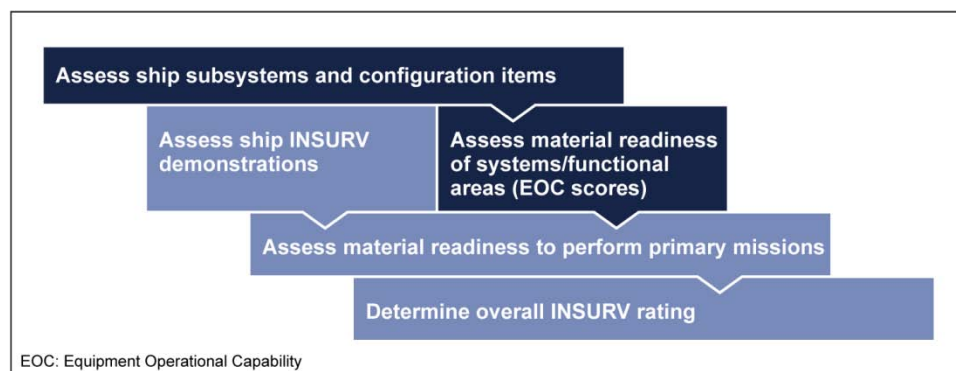 Assess ship subsystems and configuration items
Assess ship INSURV
demonstrations
Assess material readiness
of systems/functional
areas (EOC scores)
Assess material readiness to perform primary missions
Determine overall INSURV rating
EOC: Equipment Operational Capability